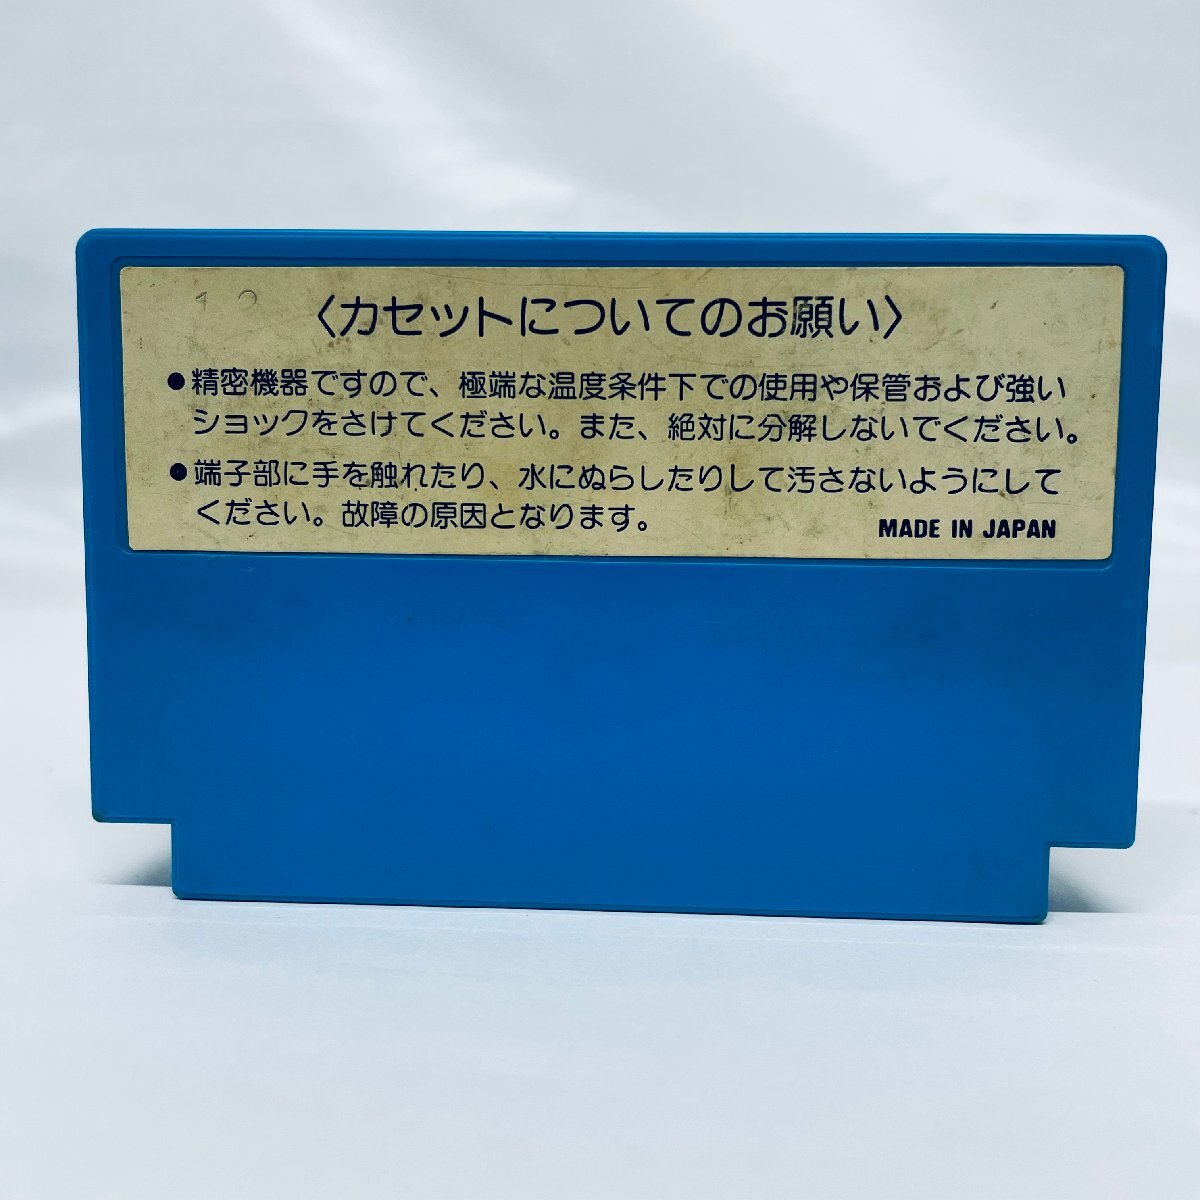 12
〈カセットについてのお願い〉
●精密機器ですので、極端な温度条件下での使用や保管および強い
ショックをさけてください。また、絶対に分解しないでください。
●端子部に手を触れたり、水にぬらしたりして汚さないようにして
ください。故障の原因となります。
MADE IN JAPAN